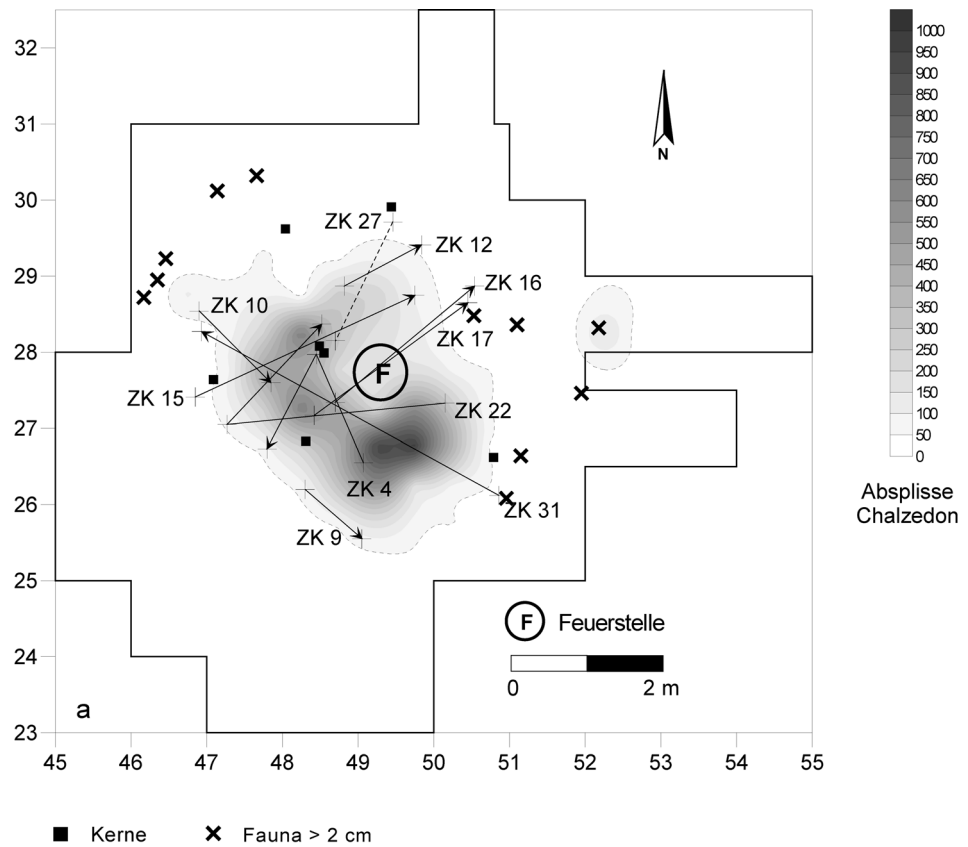 32
31
30
29
28
27
26
25
24
23
45 46 47 48 49 50 51 52 53 54 55
N
ZK 27
ZK 12
ZK 16
ZK 10
ZK 17
ZK 15
F
ZK 22
ZK 4
ZK 31
ZK 9
F Feuerstelle
0 2 m
a
1000
950
900
850
800
750
700
650
600
550
500
450
400
350
300
250
200
150
100
50
0
Absplisse
Chalzedon
Kerne Fauna > 2 cm